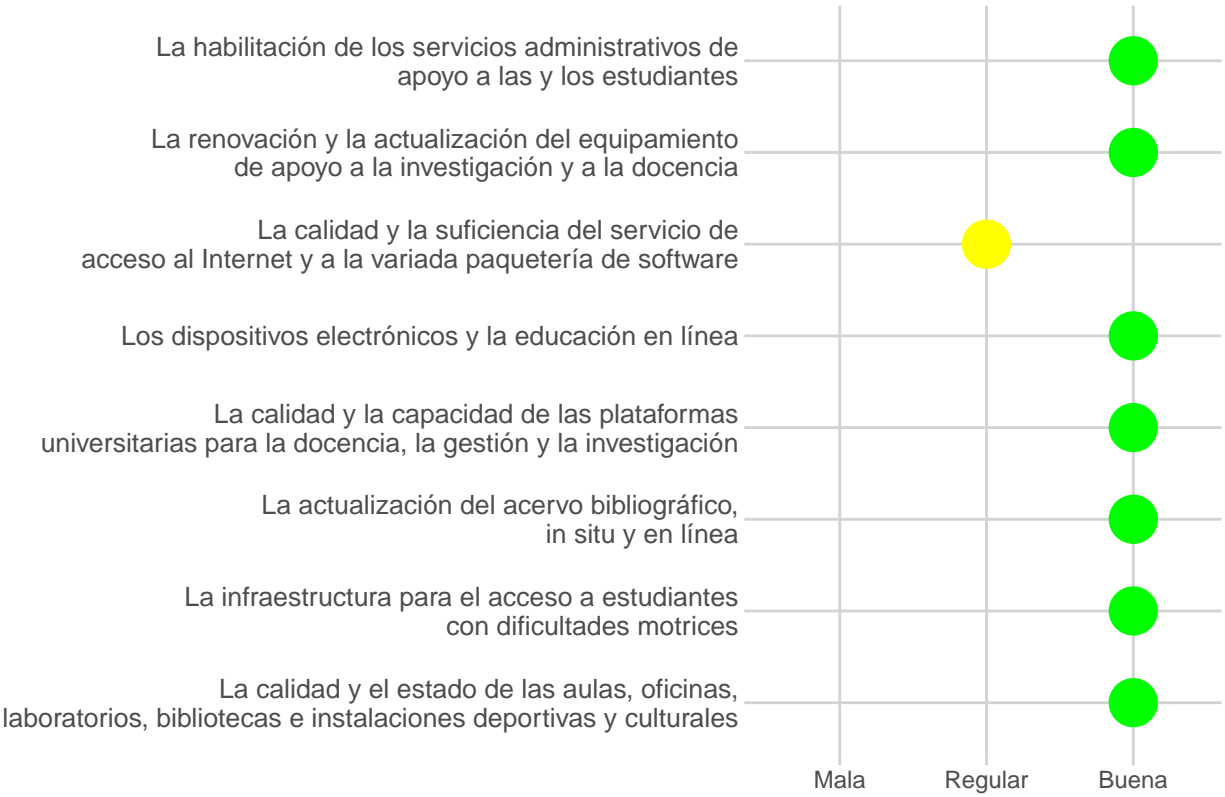 La habilitación de los servicios administrativos de
apoyo a las y los estudiantes
La renovación y la actualización del equipamiento
de apoyo a la investigación y a la docencia
La calidad y la suficiencia del servicio de
acceso al Internet y a la variada paquetería de software
Los dispositivos electrónicos y la educación en línea
La calidad y la capacidad de las plataformas
universitarias para la docencia, la gestión y la investigación
La actualización del acervo bibliográfico,
in situ y en línea
La infraestructura para el acceso a estudiantes
con dificultades motrices
La calidad y el estado de las aulas, oficinas,
laboratorios, bibliotecas e instalaciones deportivas y culturales
Mala Regular Buena